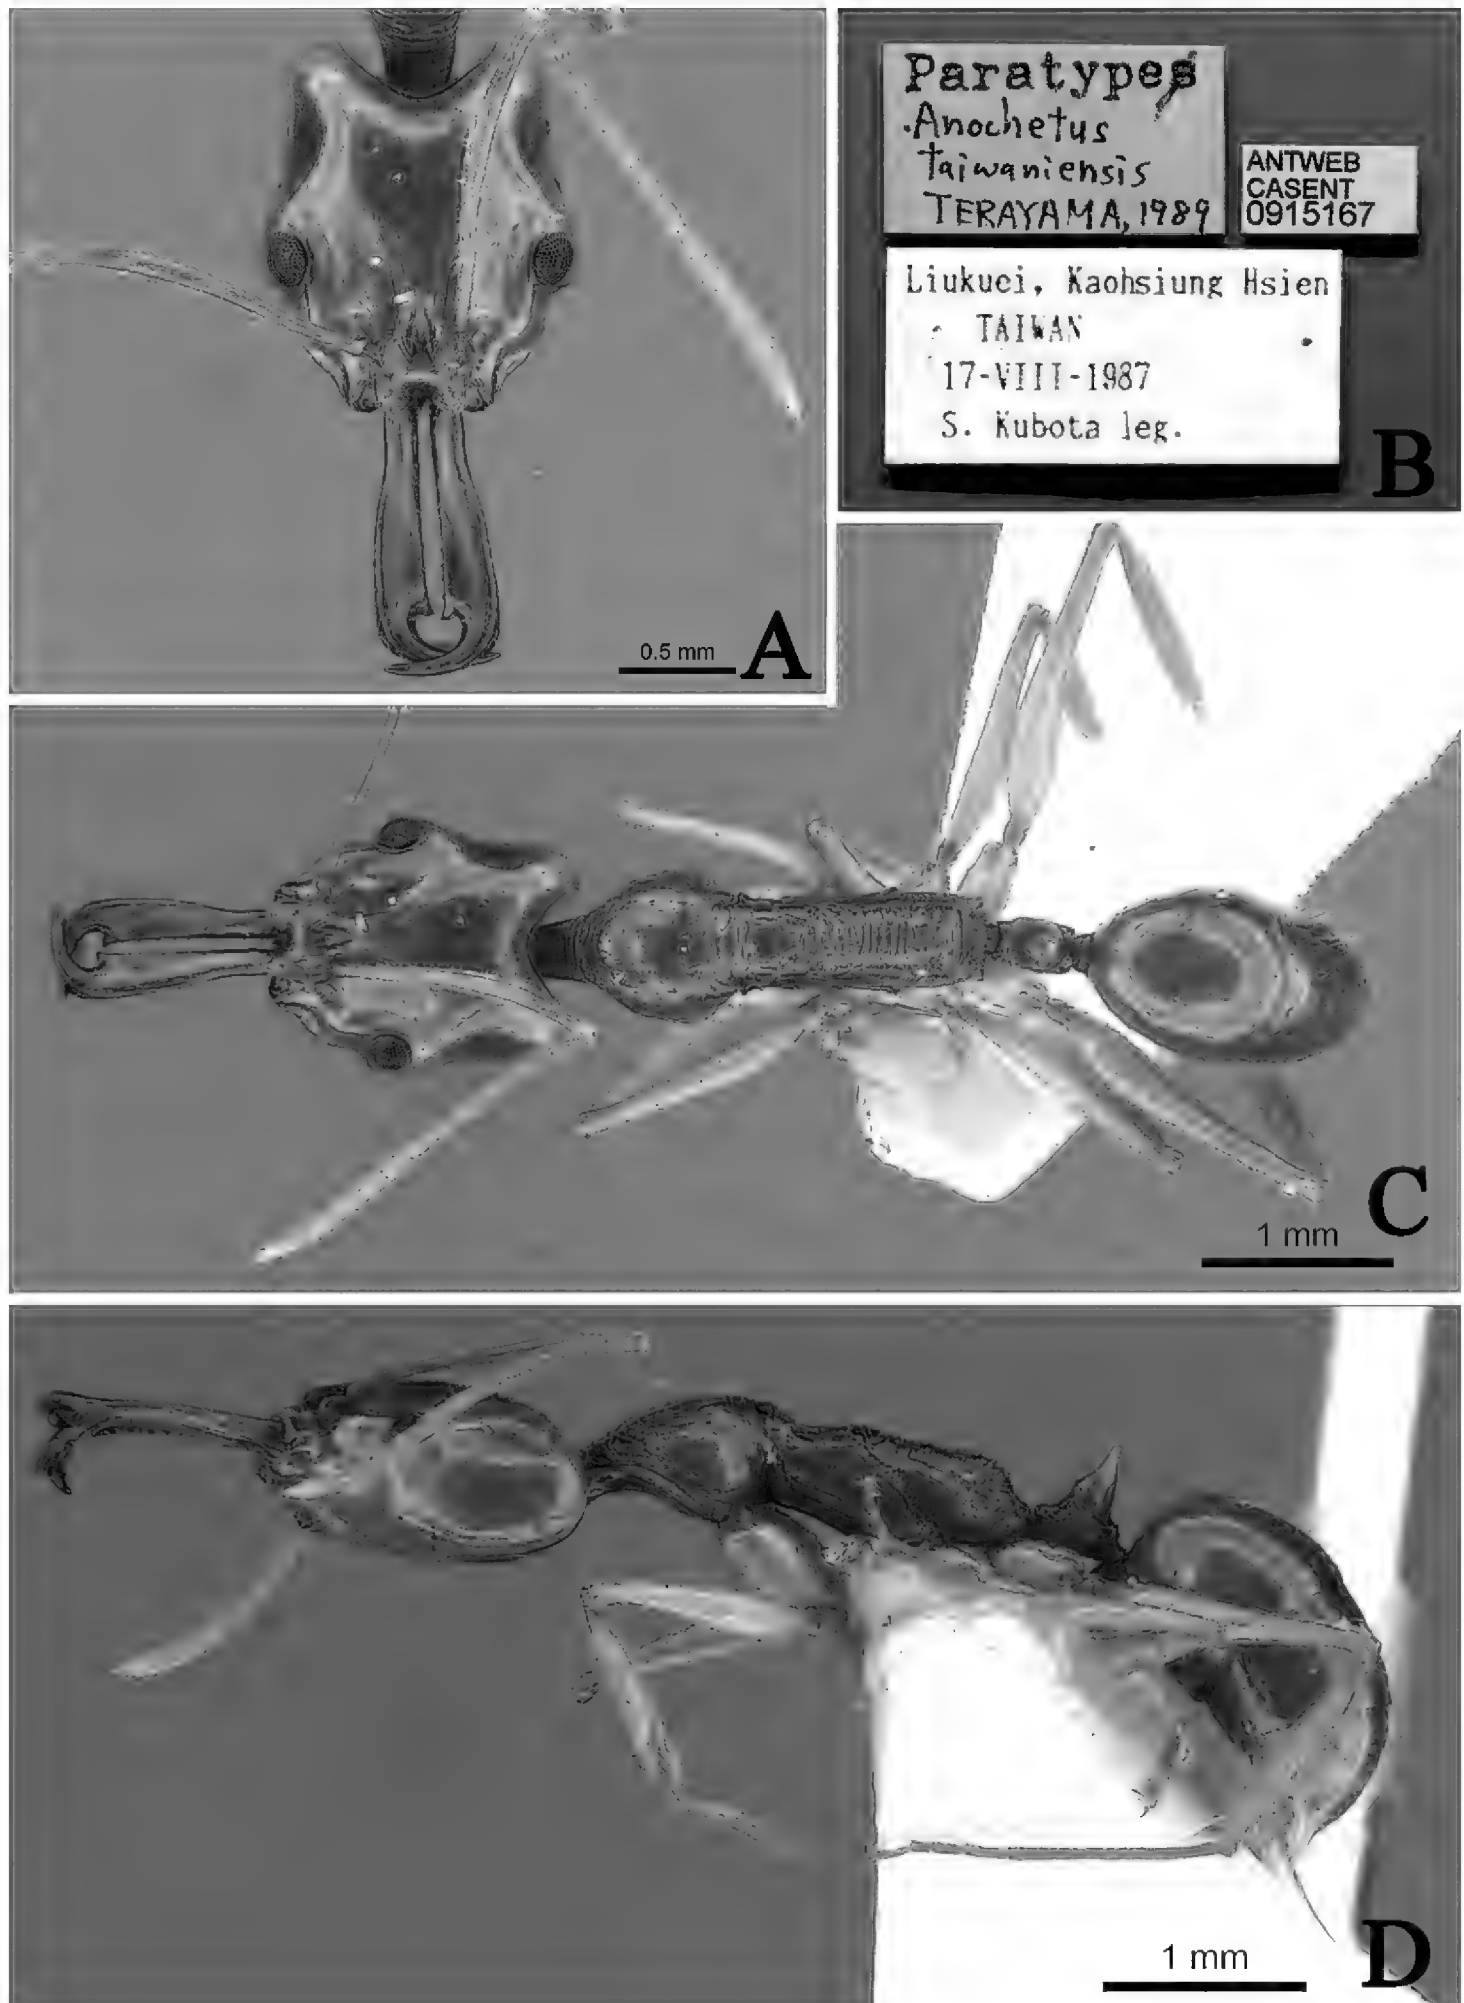 0.5 mm
A
Paratypes
Anochetus
taiwaniensis
TERAYAMA, 1989
ANTWEB
CASENT
0915167
Liukuei, Kaohsiung Hsien
TAIWAN
17-VIII-1987
S. Kubota leg.
B
1 mm
C
1 mm
D